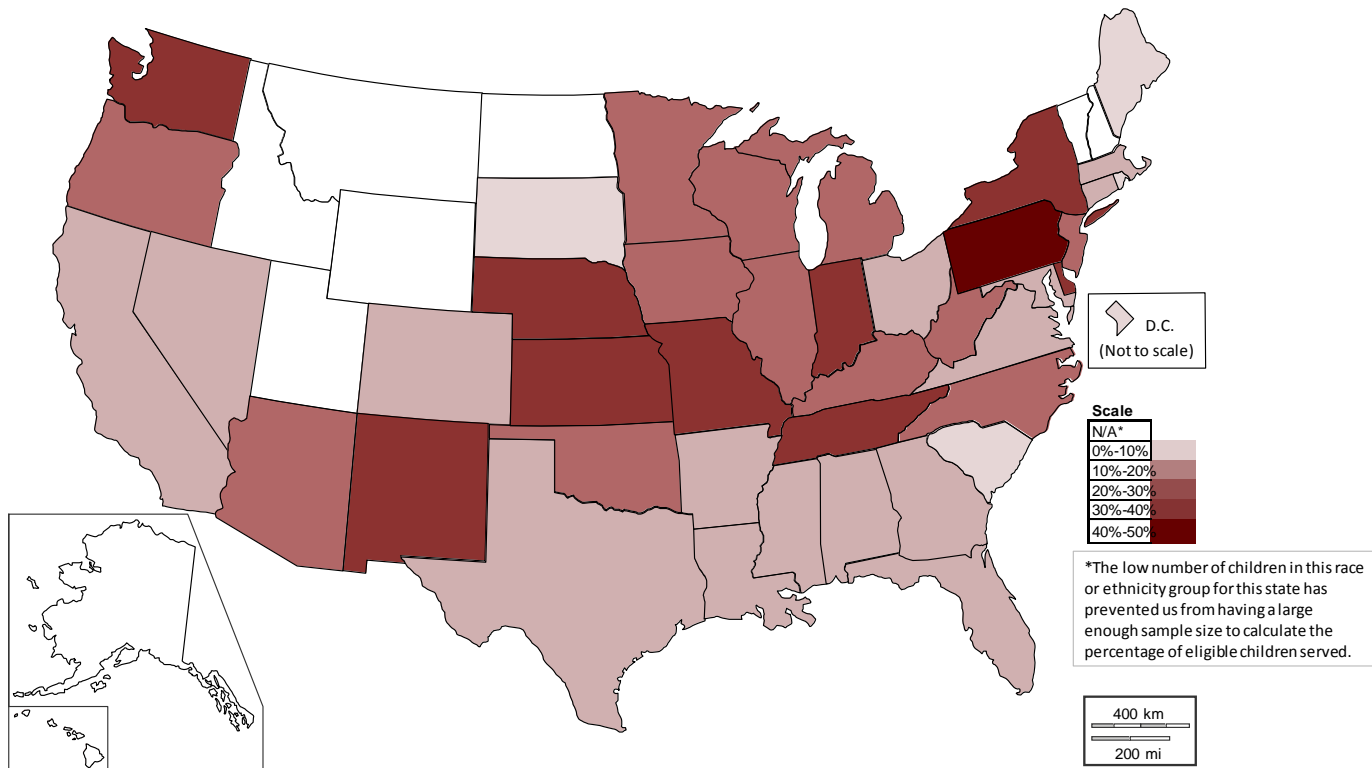 D.C.
(Not to scale)
Scale
N/A*
0%-10%
10%-20%
20%-30%
30%-40%
40%-50%
*The low number of children in this race
or ethnicity group for this state has
prevented us from having a large
enough sample size to calculate the
percentage of eligible children served.
400 km
200 mi